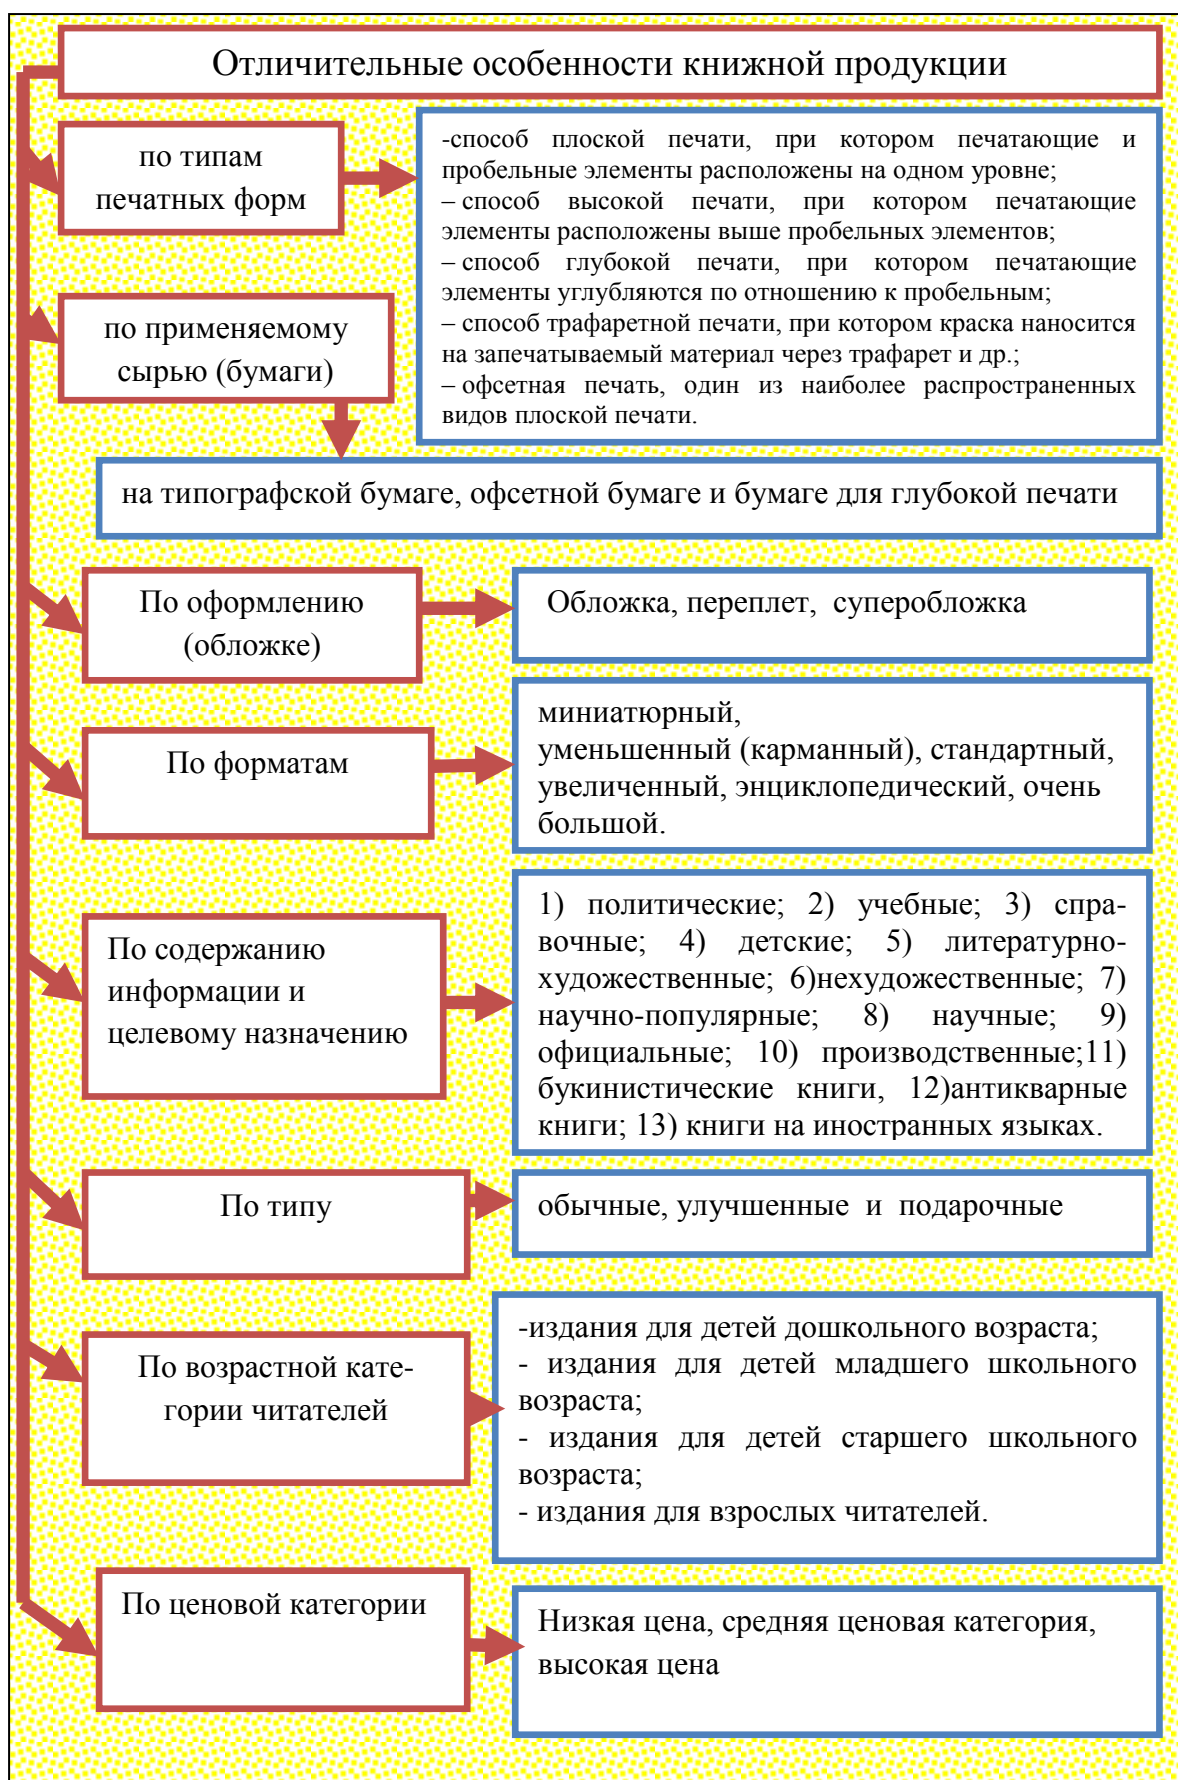 Отличительные особенности книжной продукции
по типам
печатных форм
-способ плоской печати, при котором печатающие и
пробельные элементы расположены на одном уровне;
– способ высокой печати, при котором печатающие
элементы расположены выше пробельных элементов;
– способ глубокой печати, при котором печатающие
элементы углубляются по отношению к пробельным;
– способ трафаретной печати, при котором краска наносится
на запечатываемый материал через трафарет и др.;
– офсетная печать, один из наиболее распространенных
видов плоской печати.
по применяемому
сырью (бумаги)
на типографской бумаге, офсетной бумаге и бумаге для глубокой печати
По оформлению
(обложке)
Обложка, переплет, суперобложка
По форматам
миниатюрный,
уменьшенный (карманный), стандартный,
увеличенный, энциклопедический, очень
большой.
По содержанию
информации и
целевому назначению
1) политические; 2) учебные; 3) спра-
вочные; 4) детские; 5) литературно-
художественные; 6)нехудожественные; 7)
научно-популярные; 8) научные; 9)
официальные; 10) производственные;11)
букинистические книги, 12)антикварные
книги; 13) книги на иностранных языках.
По типу
обычные, улучшенные и подарочные
По возрастной кате-
гории читателей
-издания для детей дошкольного возраста;
- издания для детей младшего школьного
возраста;
- издания для детей старшего школьного
возраста;
- издания для взрослых читателей.
По ценовой категории
Низкая цена, средняя ценовая категория,
высокая цена